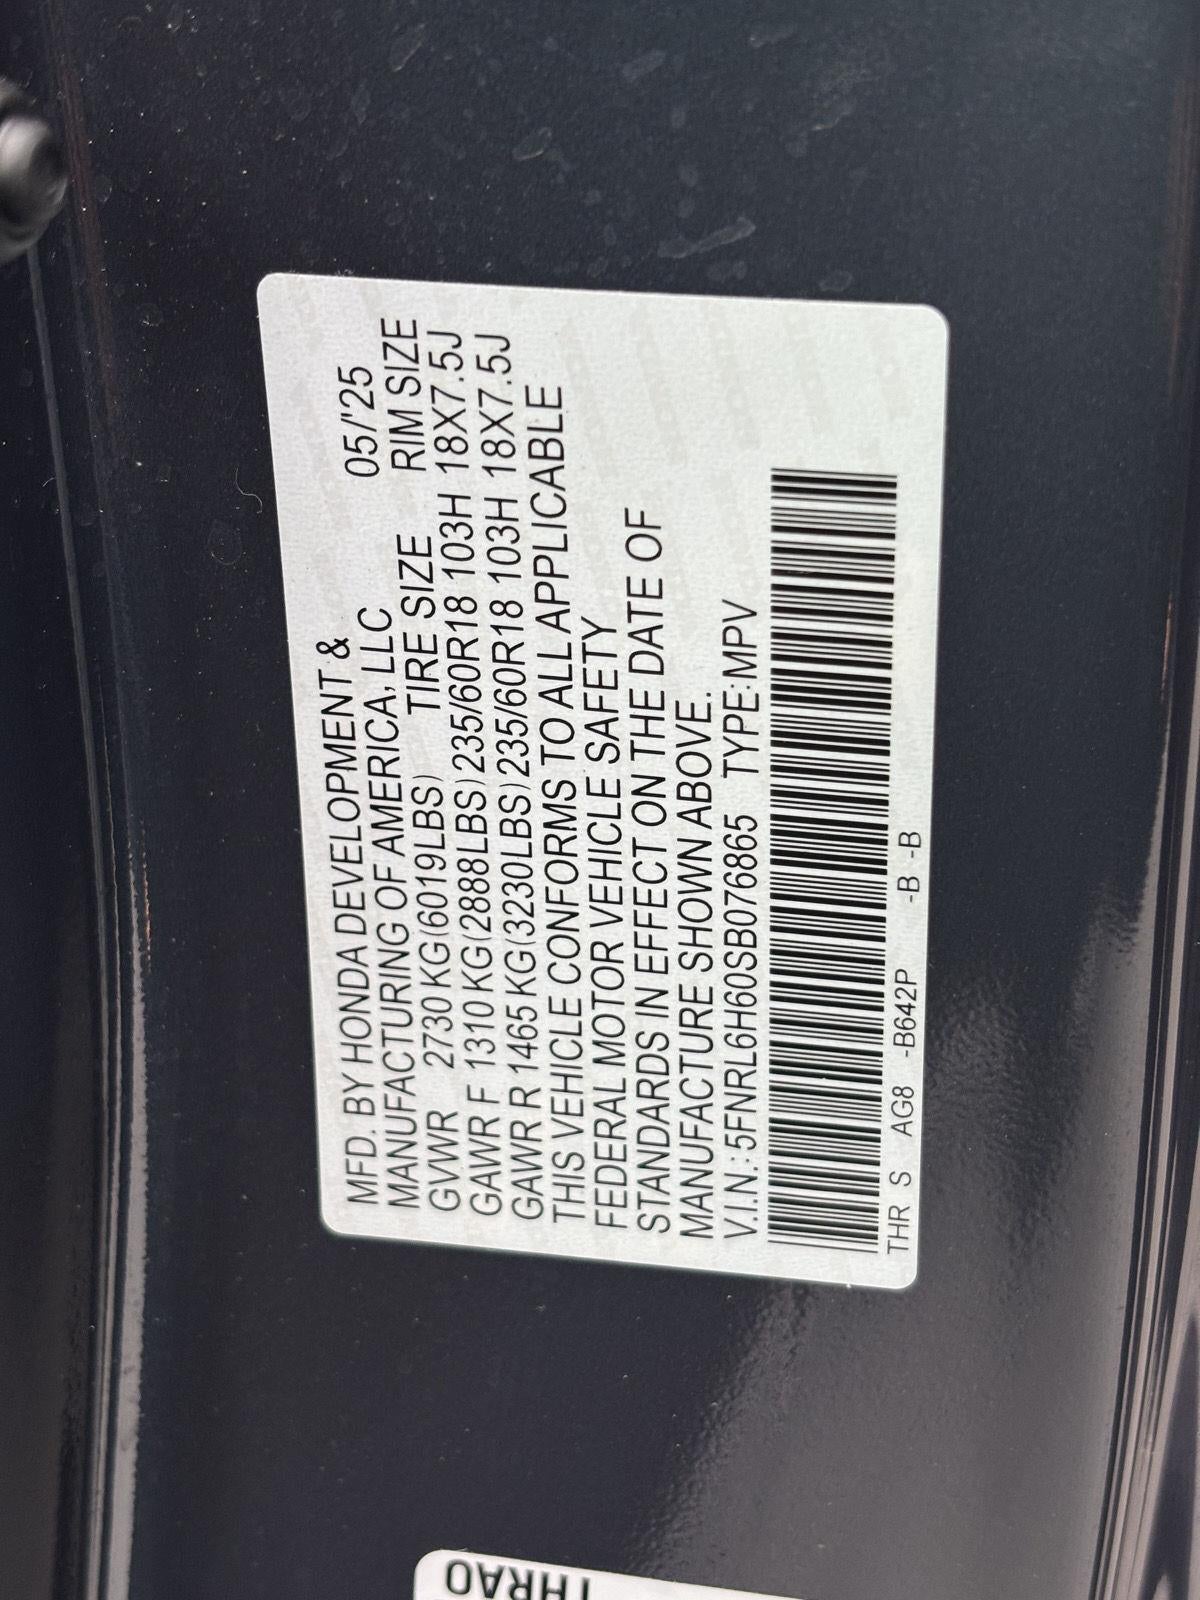 MFD. BY HONDA DEVELOPMENT &
MANUFACTURING OF AMERICA, LLC 05/'25
GVWR 2730 KG(6019LBS) TIRE SIZE RIM SIZE
GAWR F 1310 KG(2888LBS) 235/60R18 103H 18X7.5J
GAWR R 1465 KG(3230LBS) 235/60R18 103H 18X7.5J
THIS VEHICLE CONFORMS TO ALL APPLICABLE
FEDERAL MOTOR VEHICLE SAFETY
STANDARDS IN EFFECT ON THE DATE OF
MANUFACTURE SHOWN ABOVE.
V.I.N.:5FNRL6H60SB076865 TYPE:MPV
THR S AG8 -B642P -B -B